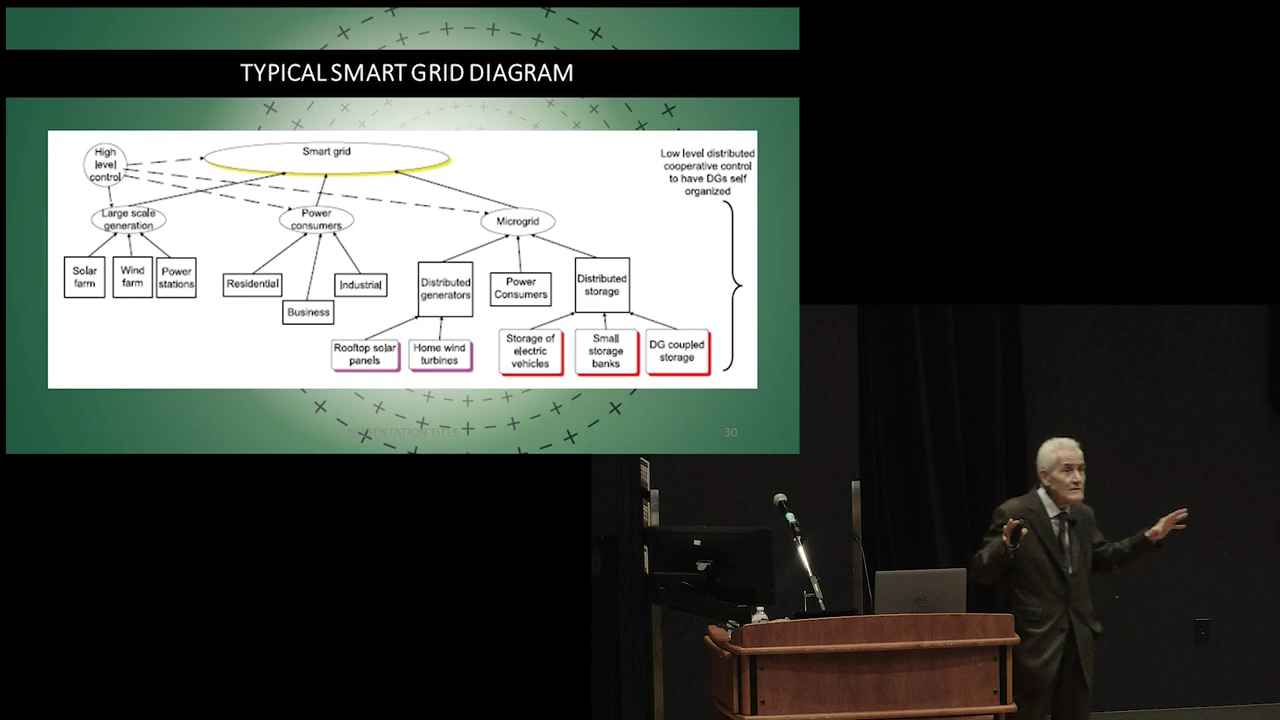 TYPICAL SMART GRID DIAGRAM
High
level
control
Smart grid
Low level distributed
cooperative control
to have DGs self
organized
Large scale
generation
Power
consumers
Microgrid
Solar
farm
Wind
farm
Power
stations
Residential
Business
Industrial
Distributed
generators
Power
Consumers
Distributed
storage
Rooftop solar
panels
Home wind
turbines
Storage of
electric
vehicles
Small
storage
banks
DG coupled
storage
PRESENTATION TITLE
30